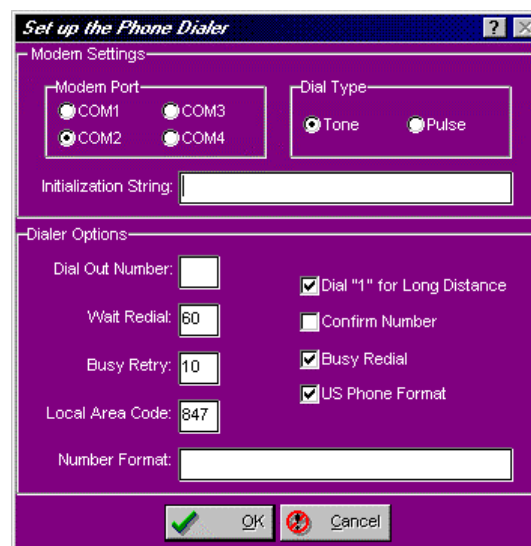 Set up the Phone Dialer
Modem Settings
Modem Port
Dial Type
COM1 COM3
Tone Pulse
COM2 COM4
Initialization String:
Dialer Options
Dial Out Number:
Dial "1" for Long Distance
Wait Redial: 60
Confirm Number
Busy Retry: 10
Busy Redial
US Phone Format
Local Area Code: 847
Number Format:
OK Cancel